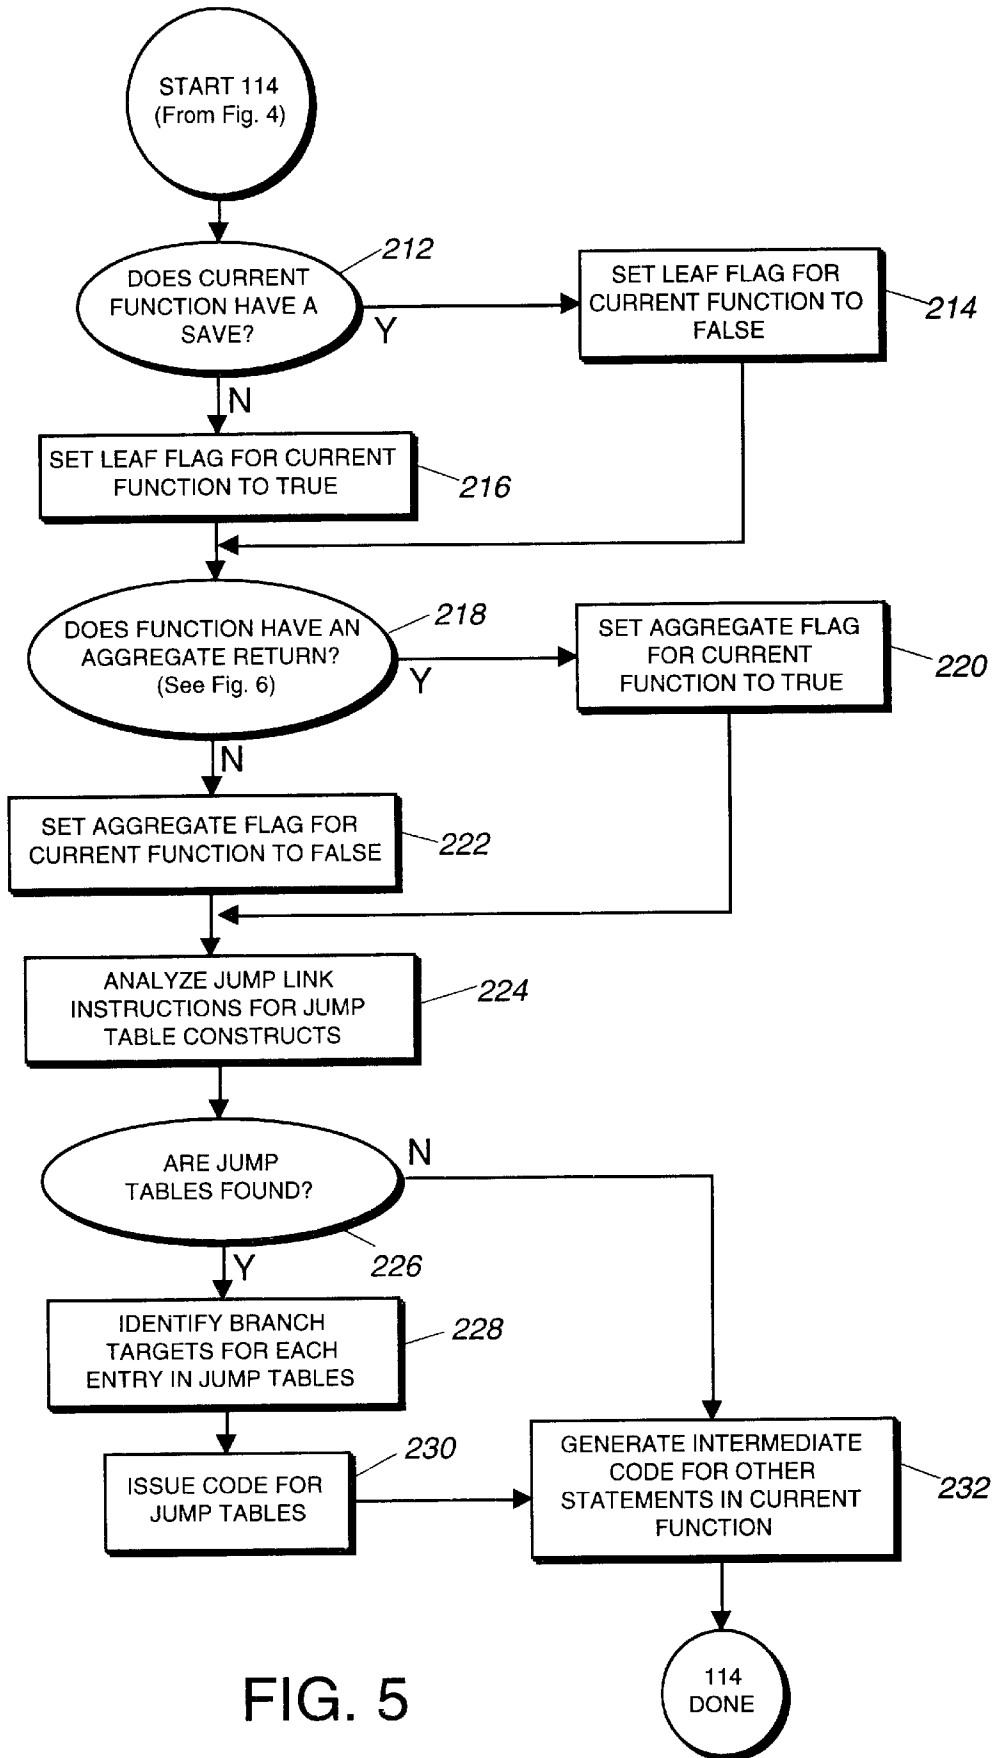 START 114
(From Fig. 4)
DOES CURRENT
FUNCTION HAVE A
SAVE?
212
Y
N
SET LEAF FLAG FOR
CURRENT FUNCTION TO
FALSE
214
SET LEAF FLAG FOR CURRENT
FUNCTION TO TRUE
216
DOES FUNCTION HAVE AN
AGGREGATE RETURN?
(See Fig. 6)
218
Y
N
SET AGGREGATE FLAG
FOR CURRENT
FUNCTION TO TRUE
220
SET AGGREGATE FLAG FOR
CURRENT FUNCTION TO FALSE
222
ANALYZE JUMP LINK
INSTRUCTIONS FOR JUMP
TABLE CONSTRUCTS
224
ARE JUMP
TABLES FOUND?
N
226
Y
IDENTIFY BRANCH
TARGETS FOR EACH
ENTRY IN JUMP TABLES
228
ISSUE CODE FOR
JUMP TABLES
230
GENERATE INTERMEDIATE
CODE FOR OTHER
STATEMENTS IN CURRENT
FUNCTION
232
114
DONE
FIG. 5